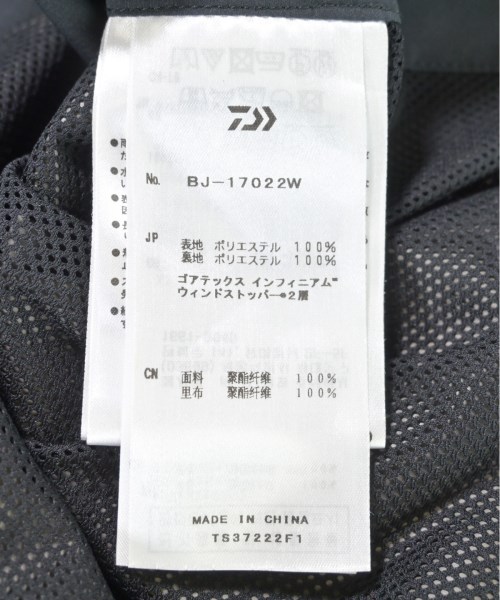 No. BJ-17022W
JP 表地 ポリエステル 100%
裏地 ポリエステル 100%
ゴアテックス インフィニアム™
ウィンドストッパー®2層
CN 面料 聚酯纤维 100%
里布 聚酯纤维 100%
MADE IN CHINA
TS37222F1